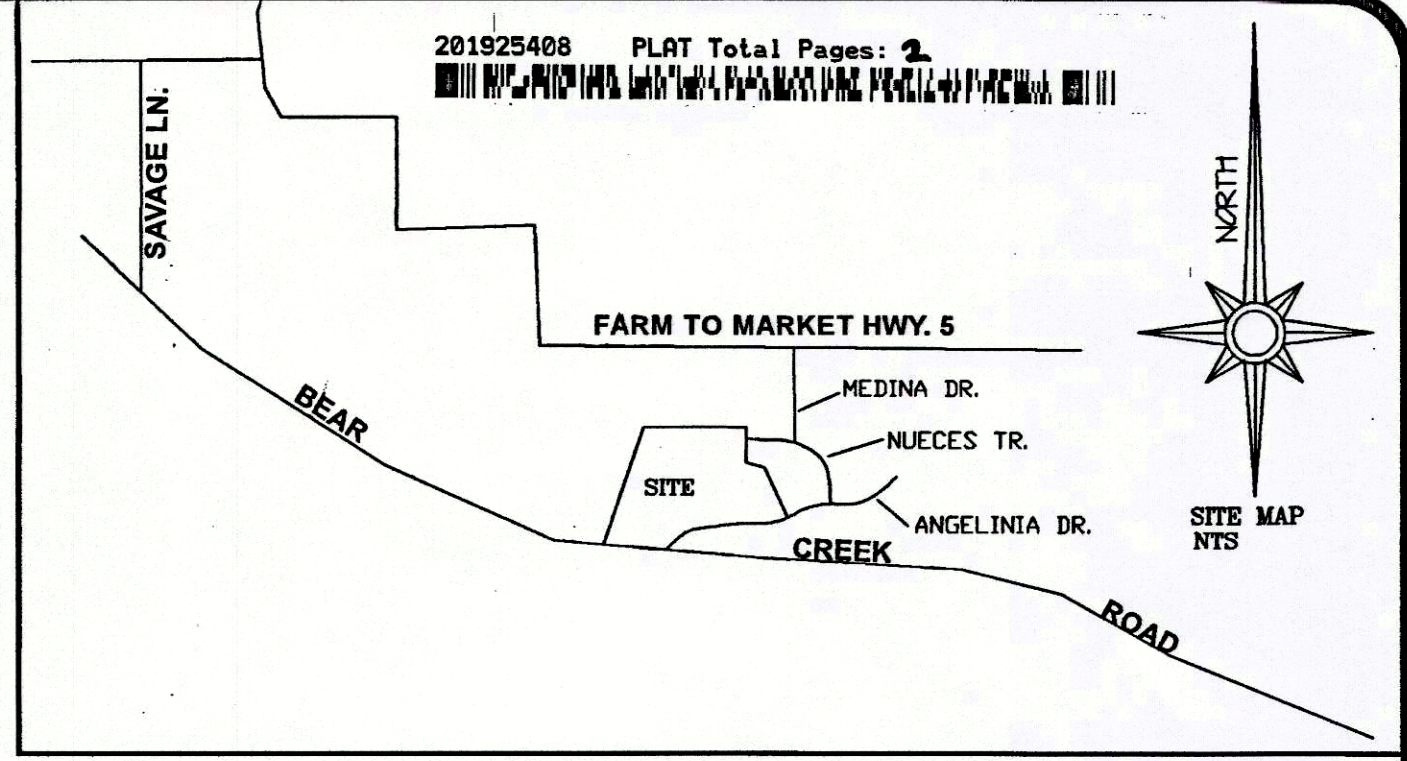 201925408 PLAT Total Pages: 2
SAVAGE LN.
NORTH
FARM TO MARKET HWY. 5
MEDINA DR.
BEAR
NUECES TR.
SITE
ANGELINIA DR.
SITE MAP
NTS
CREEK
ROAD